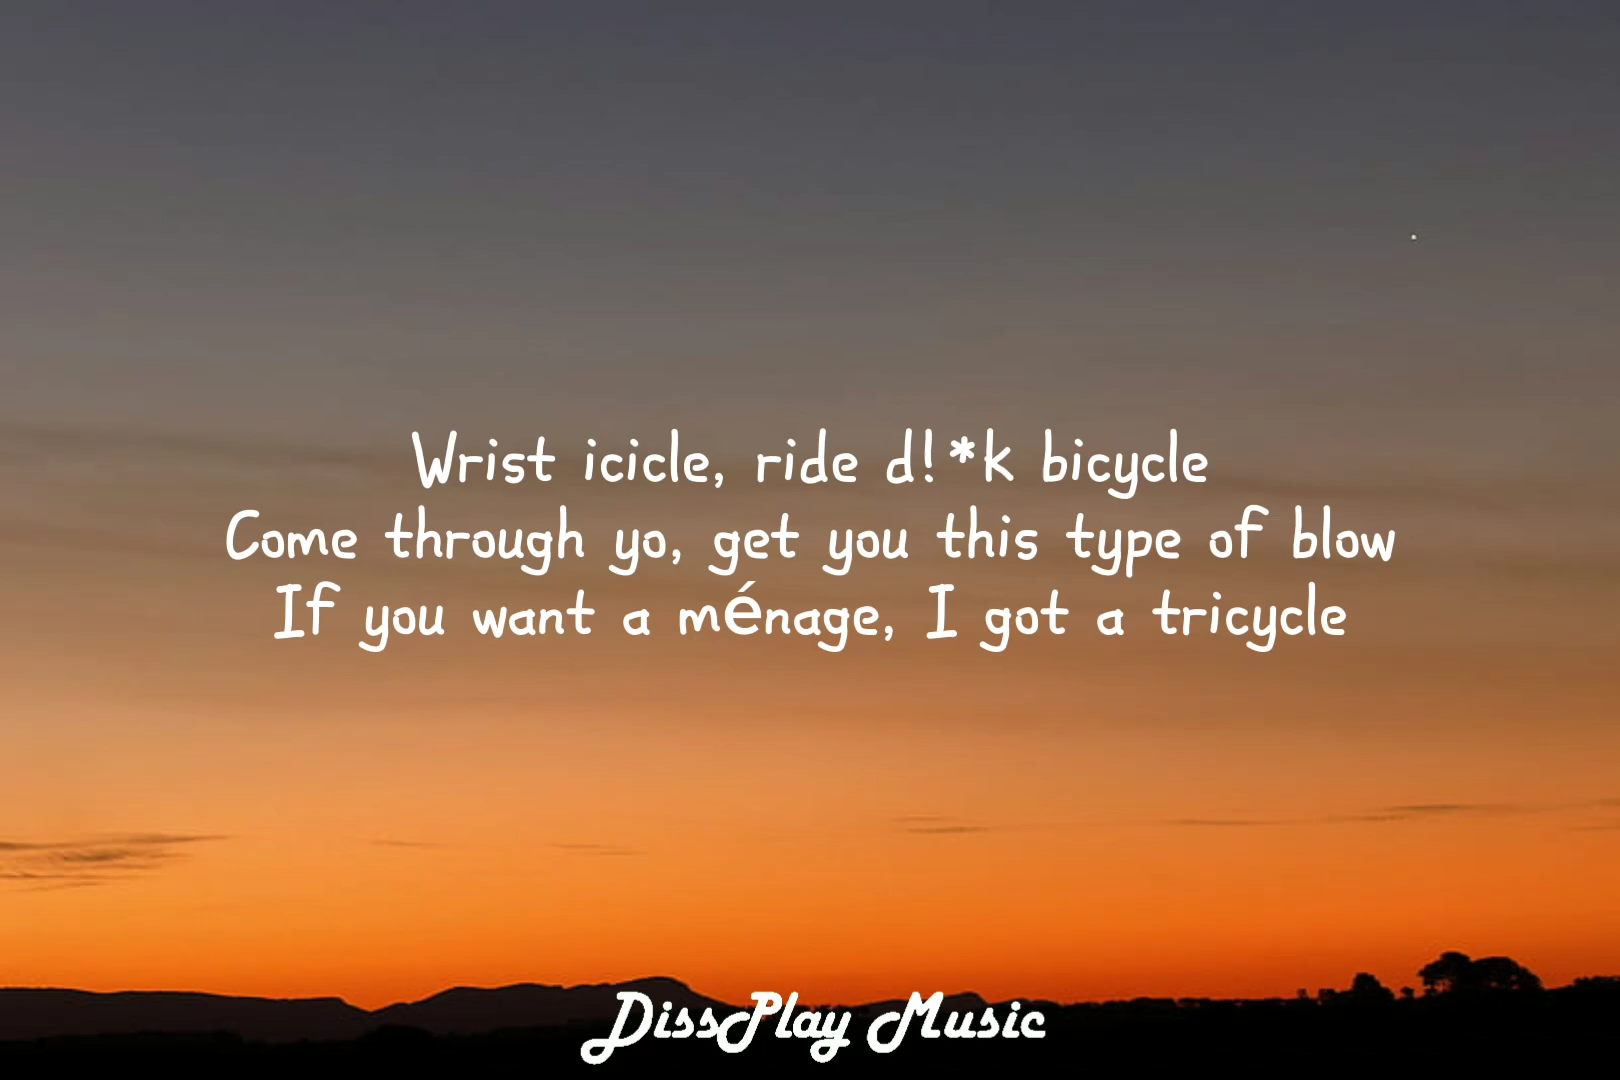 Wrist icicle, ride d!*k bicycle
Come through yo, get you this type of blow
If you want a ménage, I got a tricycle
DissPlay Music